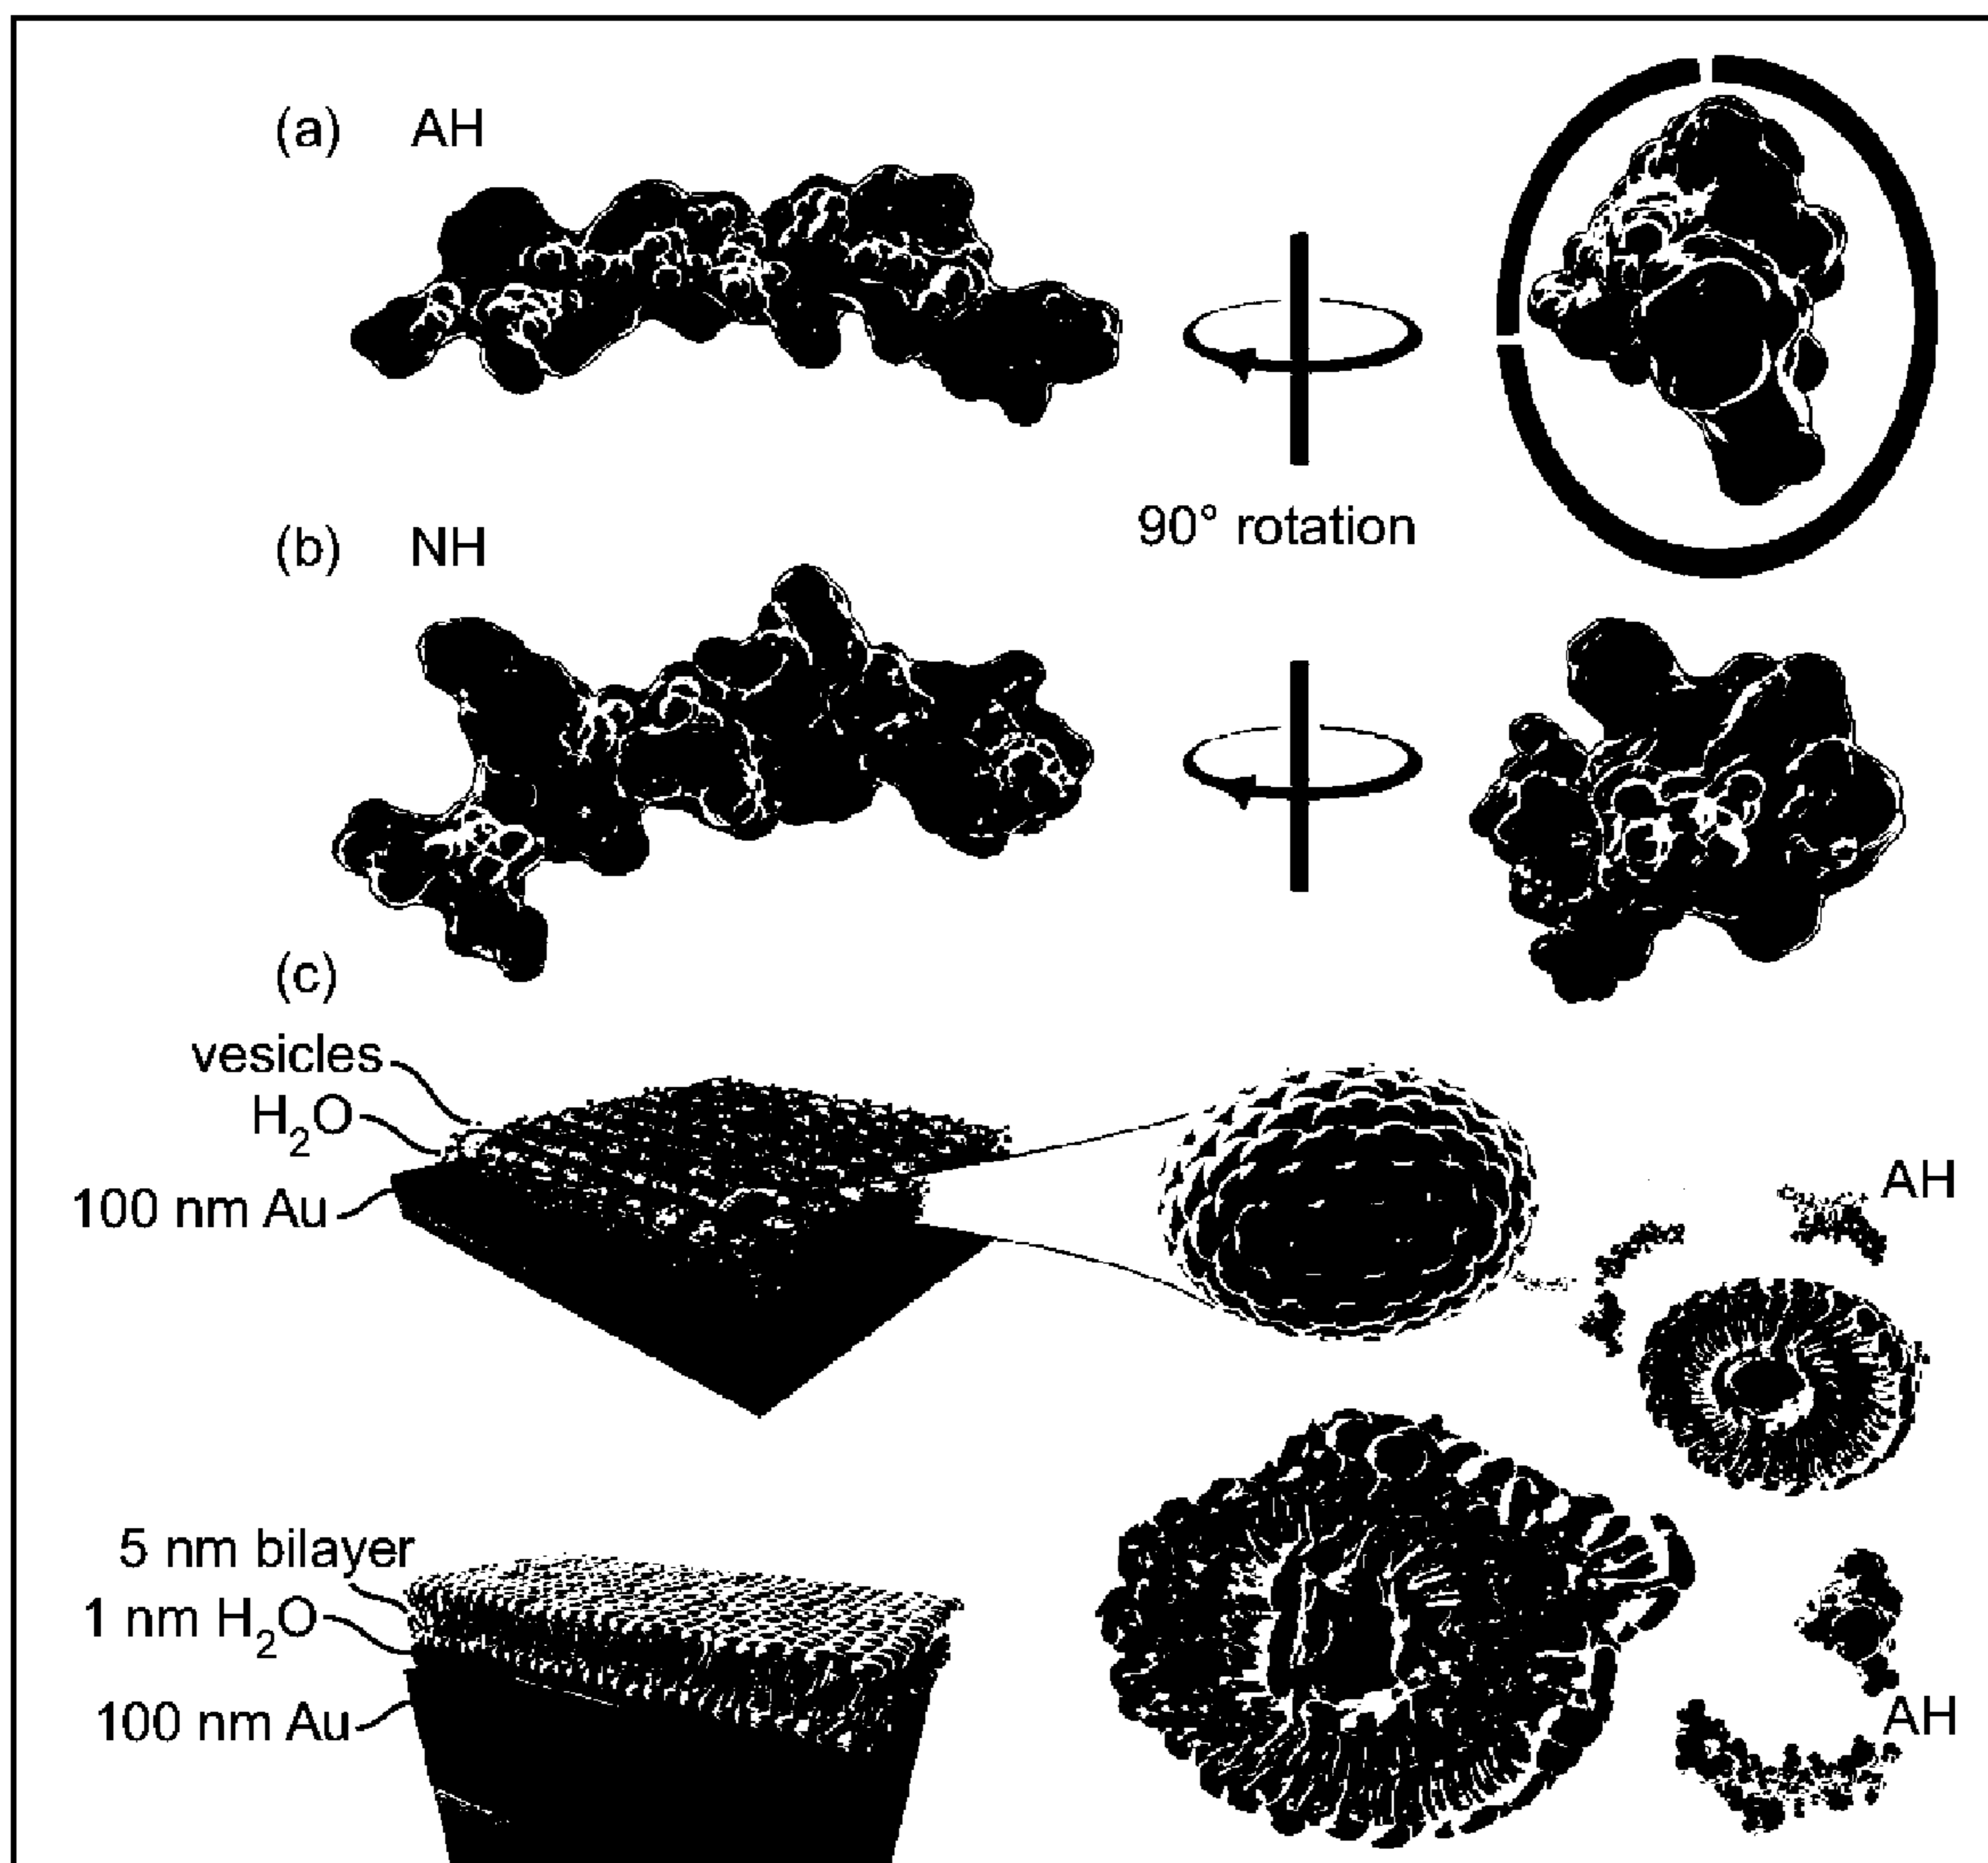 (a) AH
90° rotation
(b) NH
(c)
vesicles
H₂O
100 nm Au
AH
5 nm bilayer
1 nm H₂O
100 nm Au
AH